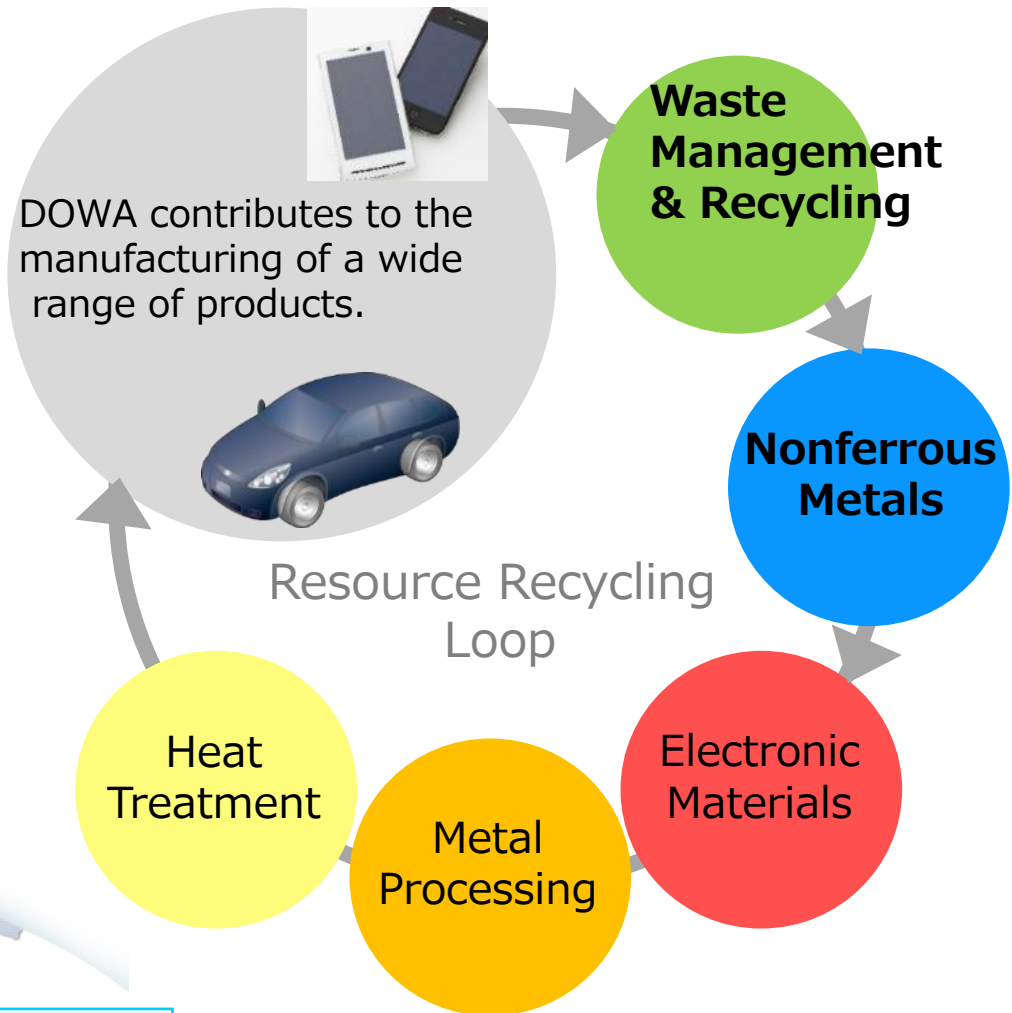 DOWA contributes to the
manufacturing of a wide
range of products.
Waste
Management
& Recycling
Nonferrous
Metals
Resource Recycling
Loop
Electronic
Materials
Metal
Processing
Heat
Treatment